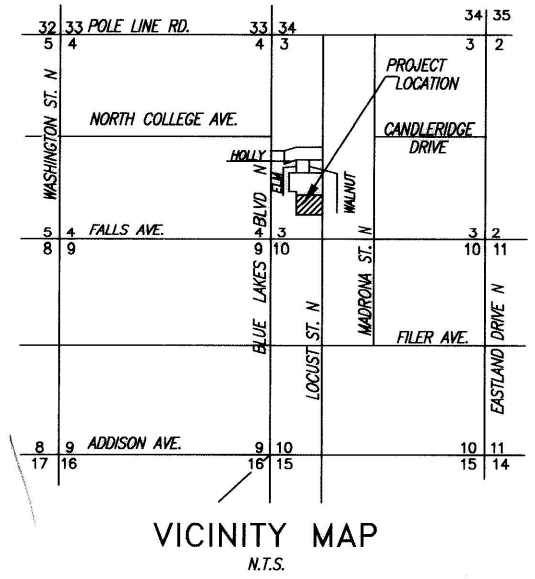 32 33 POLE LINE RD. 33 34 34 35
5 4 4 3 3 2
PROJECT
LOCATION
WASHINGTON ST. N
NORTH COLLEGE AVE.
CANDLERIDGE
DRIVE
HOLLY
ELM
WALNUT
BLUE LAKES BLVD N
5 4 FALLS AVE. 4 3 3 2
8 9 9 10 10 11
MADRONA ST. N
LOCUST ST. N
FILER AVE.
EASTLAND DRIVE N
8 9 ADDISON AVE. 9 10 10 11
17 16 16 15 15 14
VICINITY MAP
N.T.S.